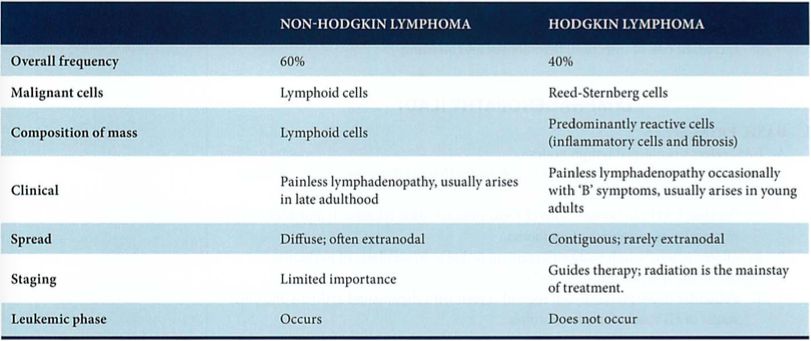 NON-HODGKIN LYMPHOMA HODGKIN LYMPHOMA
Overall frequency 60% 40%
Malignant cells Lymphoid cells Reed-Sternberg cells
Composition of mass Lymphoid cells Predominantly reactive cells
(inflammatory cells and fibrosis)
Clinical Painless lymphadenopathy, usually arises
in late adulthood Painless lymphadenopathy occasionally
with ‘B’ symptoms, usually arises in young
adults
Spread Diffuse; often extranodal Contiguous; rarely extranodal
Staging Limited importance Guides therapy; radiation is the mainstay
of treatment.
Leukemic phase Occurs Does not occur